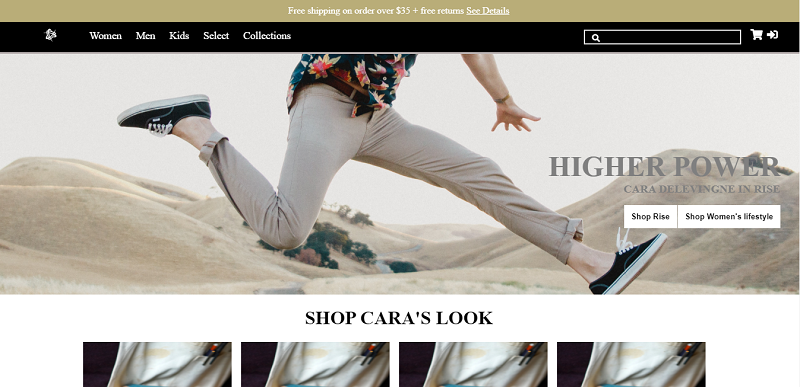 Free shipping on order over $35 + free returns See Details
Women Men Kids Select Collections
HIGHER POWER
CARA DELEVINGNE IN RISE
Shop Rise Shop Women's lifestyle
SHOP CARA'S LOOK